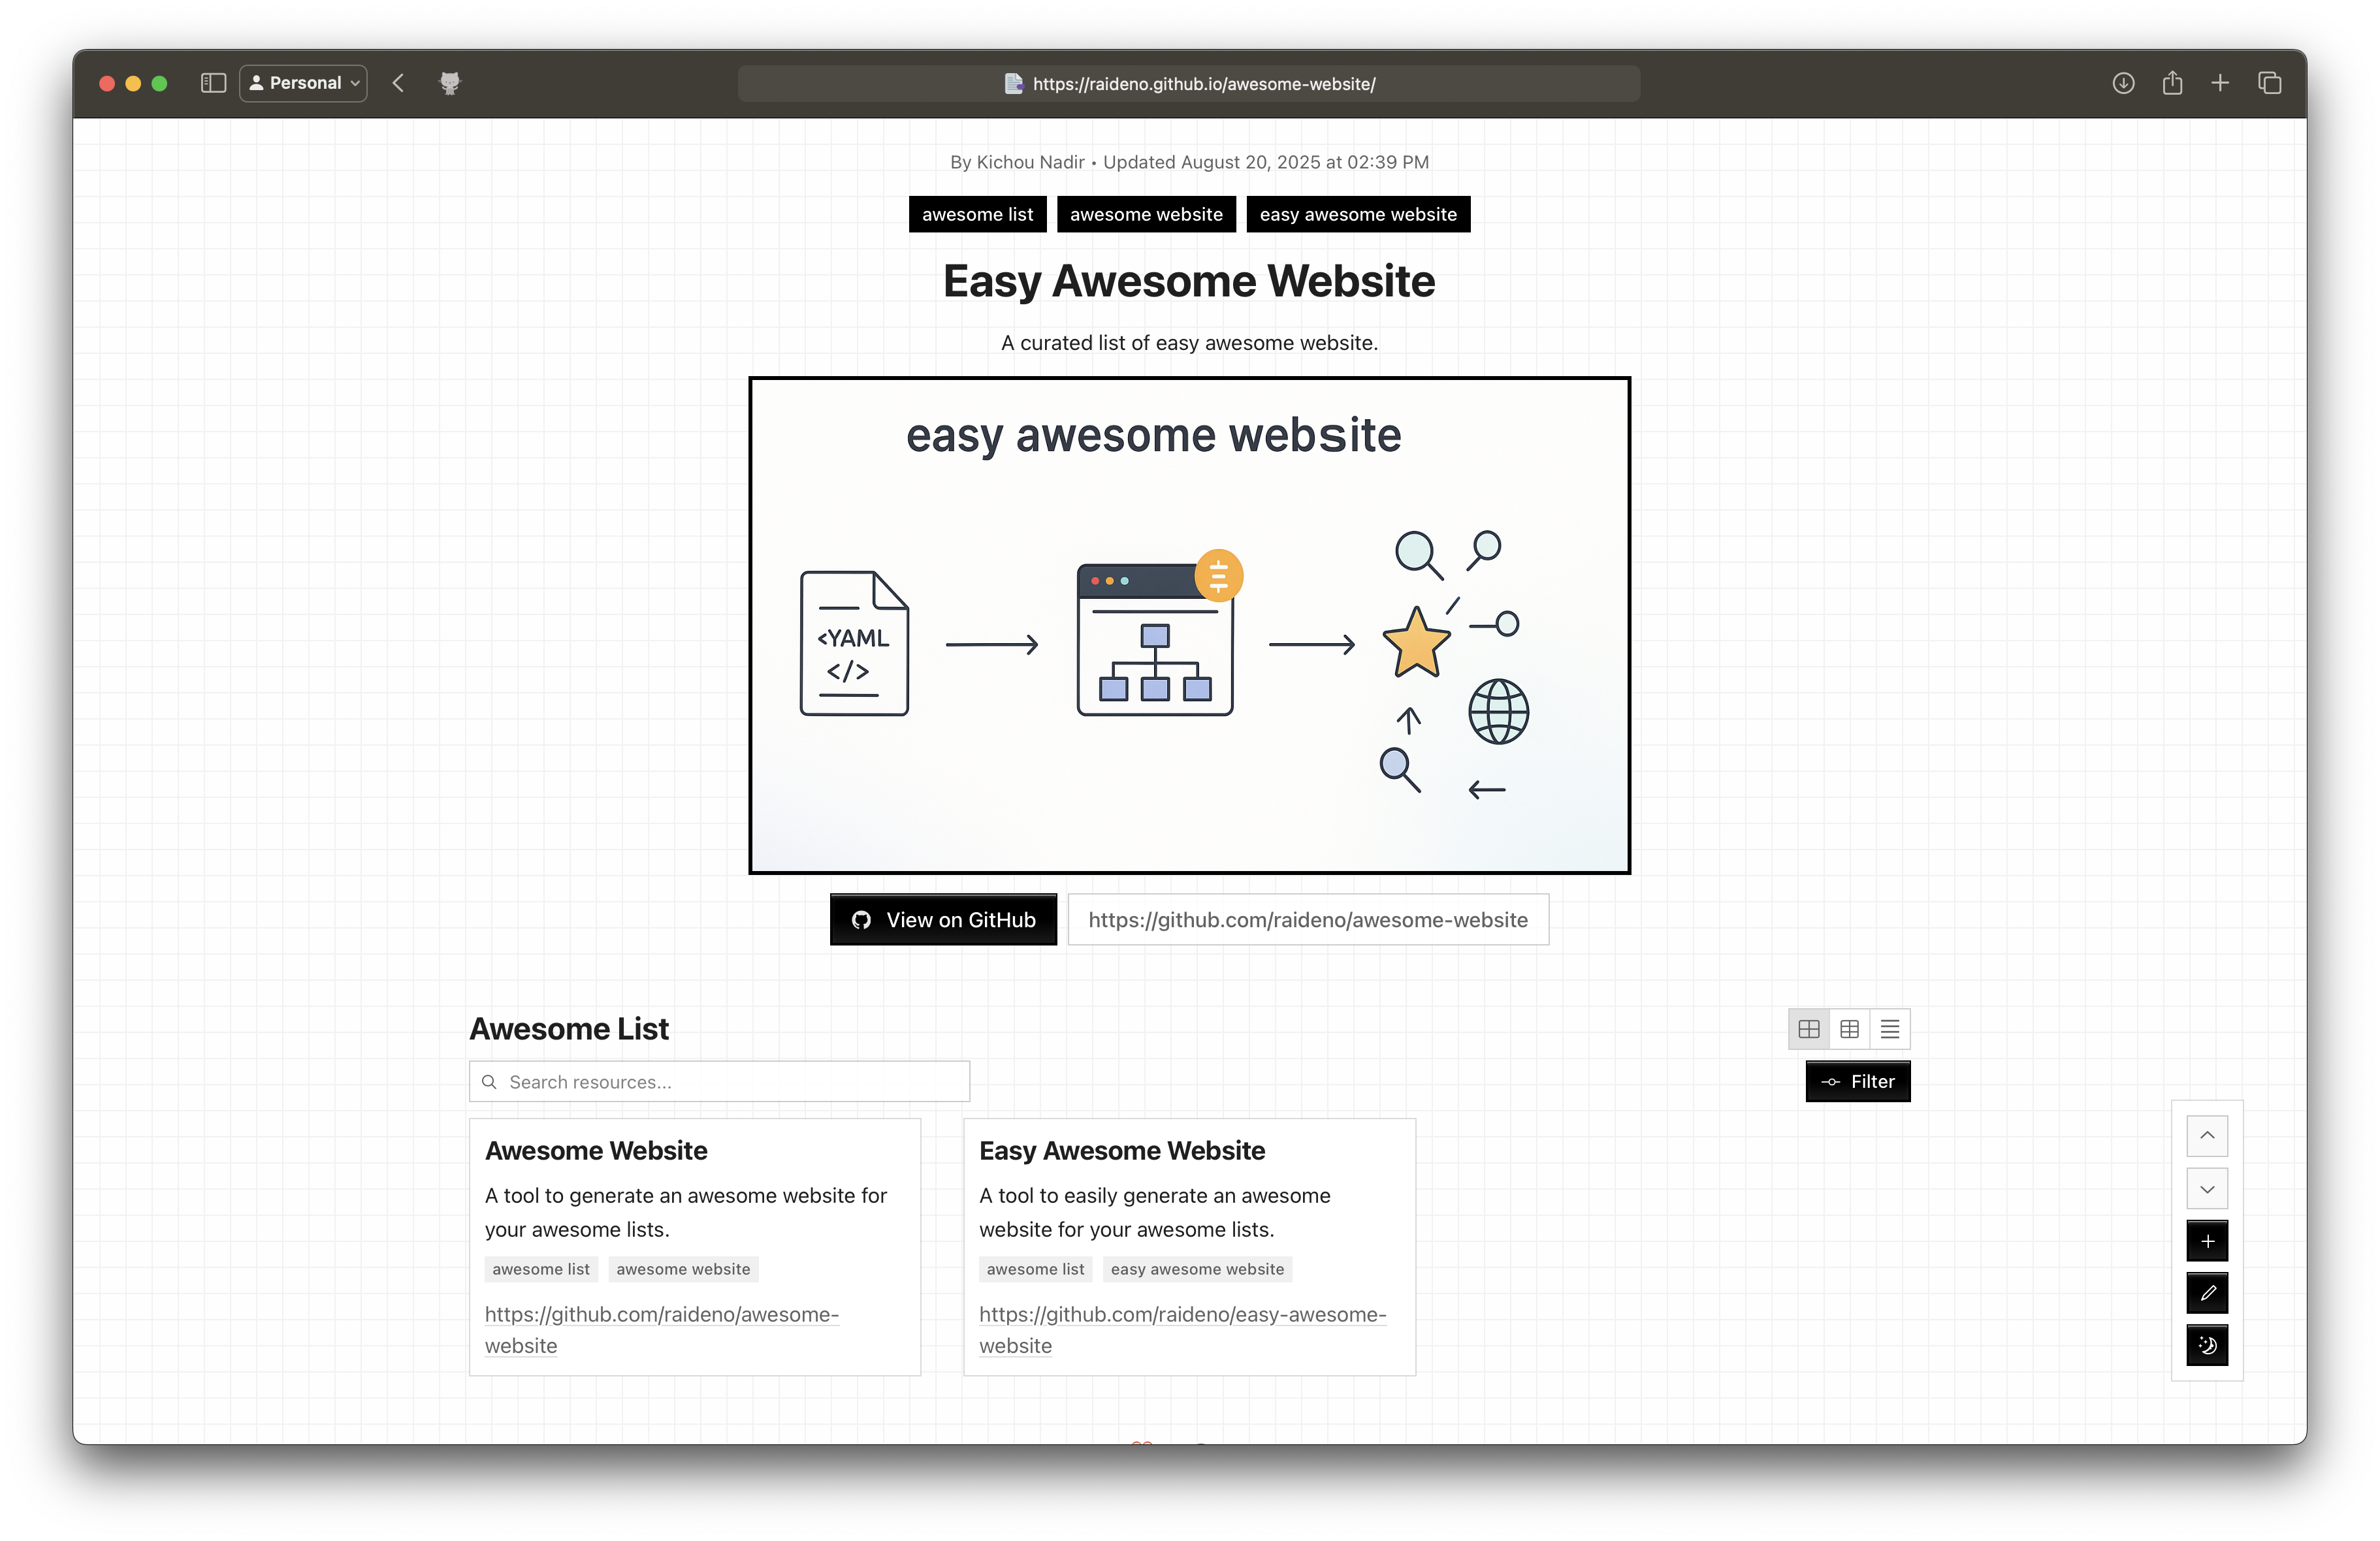 Personal
https://raideno.github.io/awesome-website/
By Kichou Nadir • Updated August 20, 2025 at 02:39 PM
awesome list awesome website easy awesome website
Easy Awesome Website
A curated list of easy awesome website.
easy awesome website
<YAML
</>
View on GitHub https://github.com/raideno/awesome-website
Awesome List
Search resources...
Filter
Awesome Website
A tool to generate an awesome website for
your awesome lists.
awesome list awesome website
https://github.com/raideno/awesome-
website
Easy Awesome Website
A tool to easily generate an awesome
website for your awesome lists.
awesome list easy awesome website
https://github.com/raideno/easy-awesome-
website